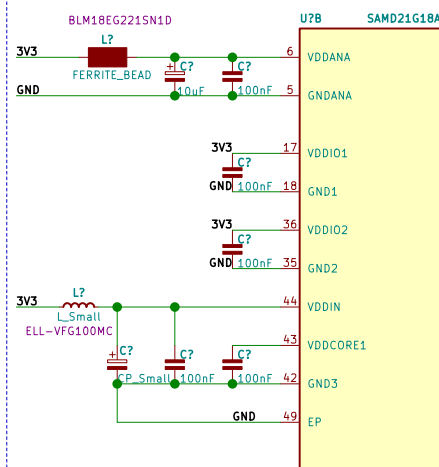 BLM18EG221SN1D
U?B SAMD21G18A
L?
3V3 6 VDDANA
FERRITE_BEAD + C? C?
GND 10uF 100nF 5 GNDANA
3V3 17 VDDIO1
C?
GND 100nF 18 GND1
3V3 36 VDDIO2
C?
GND 100nF 35 GND2
L?
3V3 44 VDDIN
L_Small
ELL-VFG100MC
43 VDDCORE1
+ C? C? C?
CP_Small 100nF 100nF 42 GND3
GND 49 EP